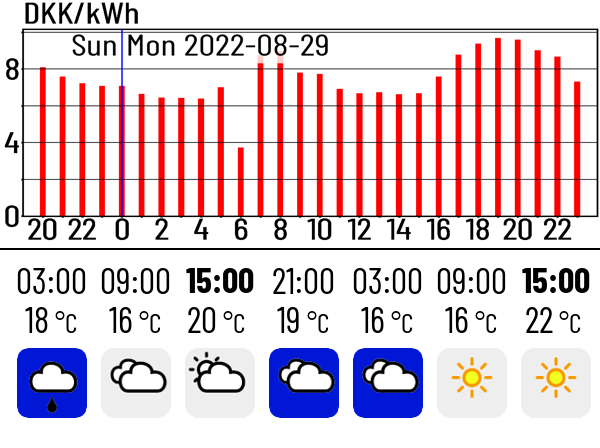 DKK/kWh
Sun Mon 2022-08-29
8
4
0
20 22 0 2 4 6 8 10 12 14 16 18 20 22
03:00 09:00 15:00 21:00 03:00 09:00 15:00
18 °C 16 °C 20 °C 19 °C 16 °C 16 °C 22 °C